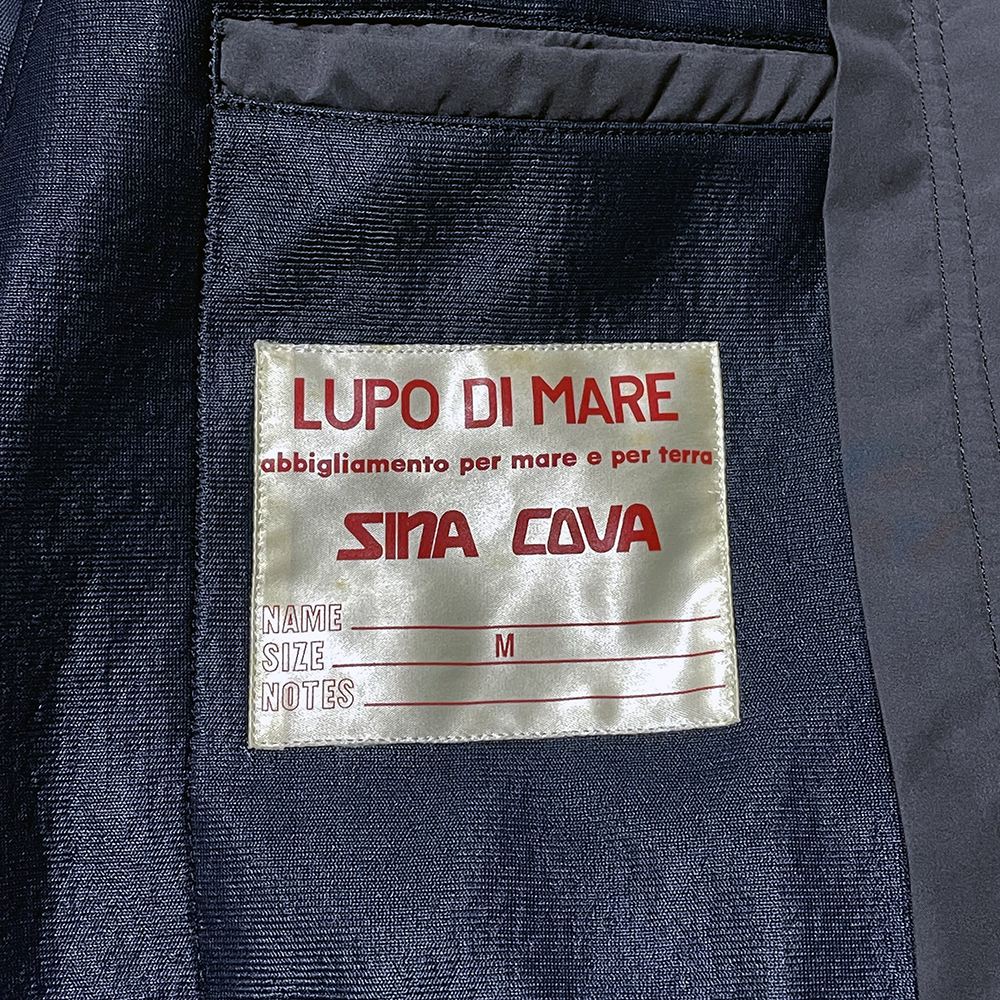 LUPO DI MARE
abbigliamento per mare e per terra
SINA COVA
NAME
SIZE M
NOTES